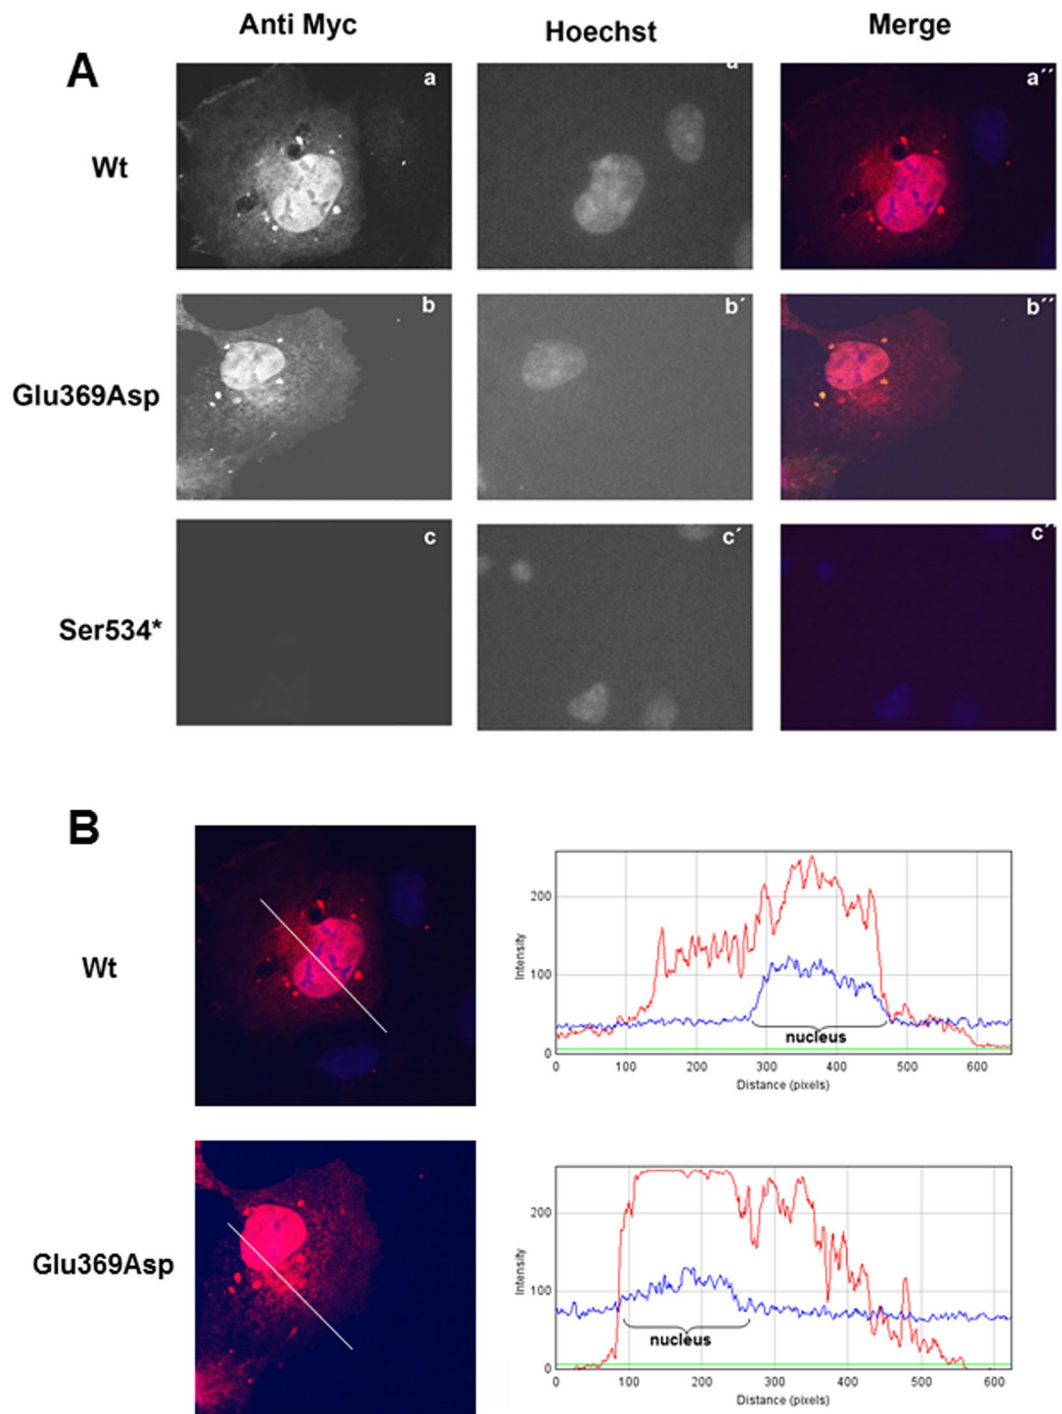 Anti Myc Hoechst Merge
A
Wt
a a´´
Glu369Asp
b b´ b´´
Ser534*
c c´ c´´
B
Wt
Intensity
200
100
0
nucleus
0 100 200 300 400 500 600
Distance (pixels)
Glu369Asp
Intensity
200
100
0
nucleus
0 100 200 300 400 500 600
Distance (pixels)